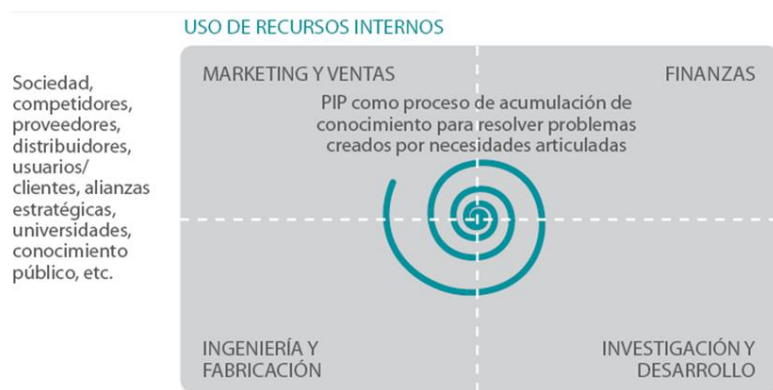 USO DE RECURSOS INTERNOS
Sociedad,
competidores,
proveedores,
distribuidores,
usuarios/
clientes, alianzas
estratégicas,
universidades,
conocimiento
público, etc.
MARKETING Y VENTAS
FINANZAS
PIP como proceso de acumulación de
conocimiento para resolver problemas
creados por necesidades articuladas
INGENIERÍA Y
FABRICACIÓN
INVESTIGACIÓN Y
DESARROLLO